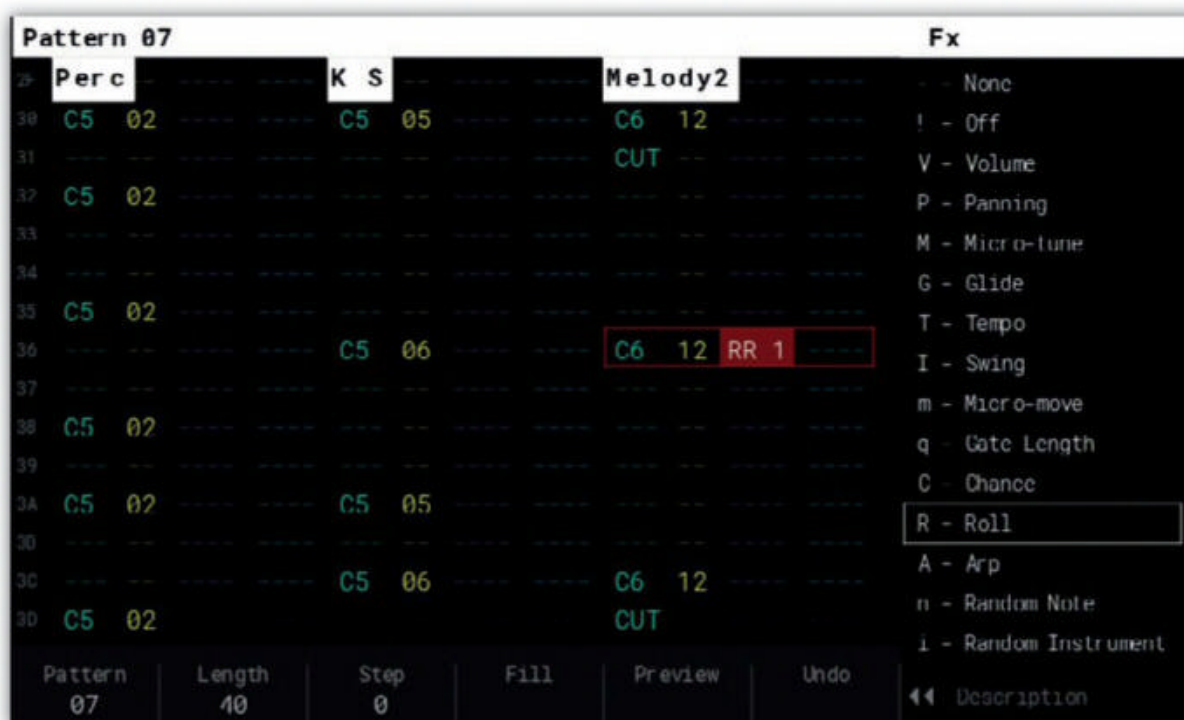 Pattern 07 Fx
Perc K S Melody2
None
30 C5 02 C5 05 C6 12
! - Off
31 CUT
V - Volume
32 C5 02
P - Panning
33
M - Micro-tune
34
G - Glide
35 C5 02
T - Tempo
36 C5 06 C6 12 RR 1
I - Swing
37
m - Micro-move
38 C5 02
q - Gate Length
39
C - Chance
3A C5 02 C5 05
R - Roll
A - Arp
3C C5 06 C6 12
n - Random Note
3D C5 02 CUT
i - Random Instrument
Pattern Length Step Fill Preview Undo
07 40 0
Description